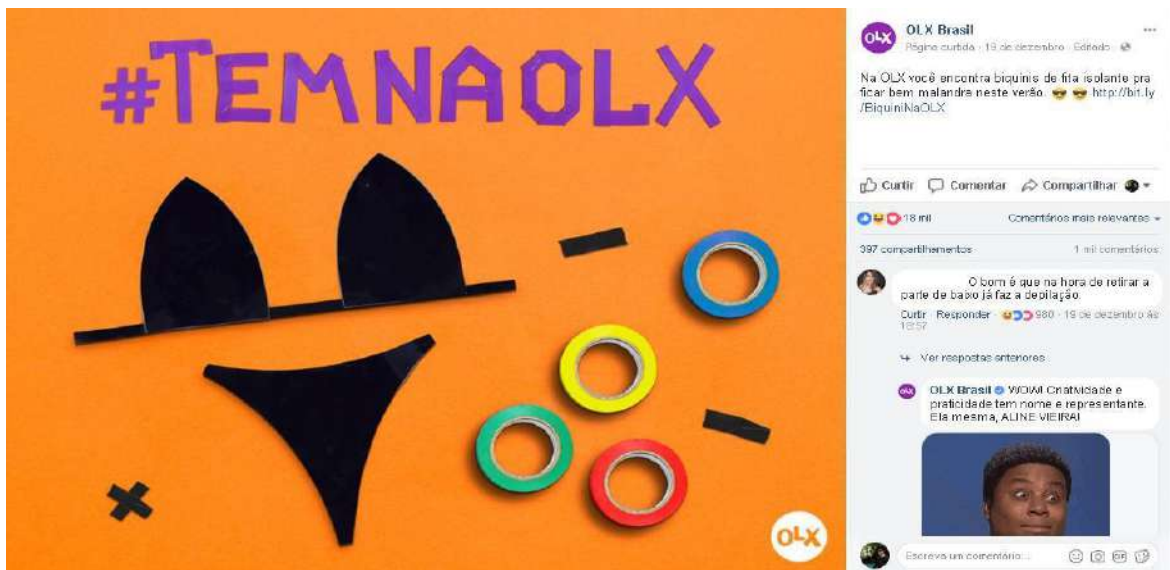 #TEMNAOLX
OLX
OLX
OLX Brasil
Página curtida · 19 de dezembro · Editado ·
Na OLX você encontra biquínis de fita isolante pra
ficar bem malandra neste verão. 😎 😎 http://bit.ly
/BiquiniNaOLX
Curtir Comentar Compartilhar
18 mil Comentários mais relevantes
397 compartilhamentos 1 mil comentários
O bom é que na hora de retirar a
parte de baixo já faz a depilação.
Curtir · Responder · 980 · 19 de dezembro às
Ver respostas anteriores
OLX
OLX Brasil WOW! Criatividade e
praticidade tem nome e representante.
Ela mesma, ALINE VIEIRA!
Escreva um comentário...
GIF